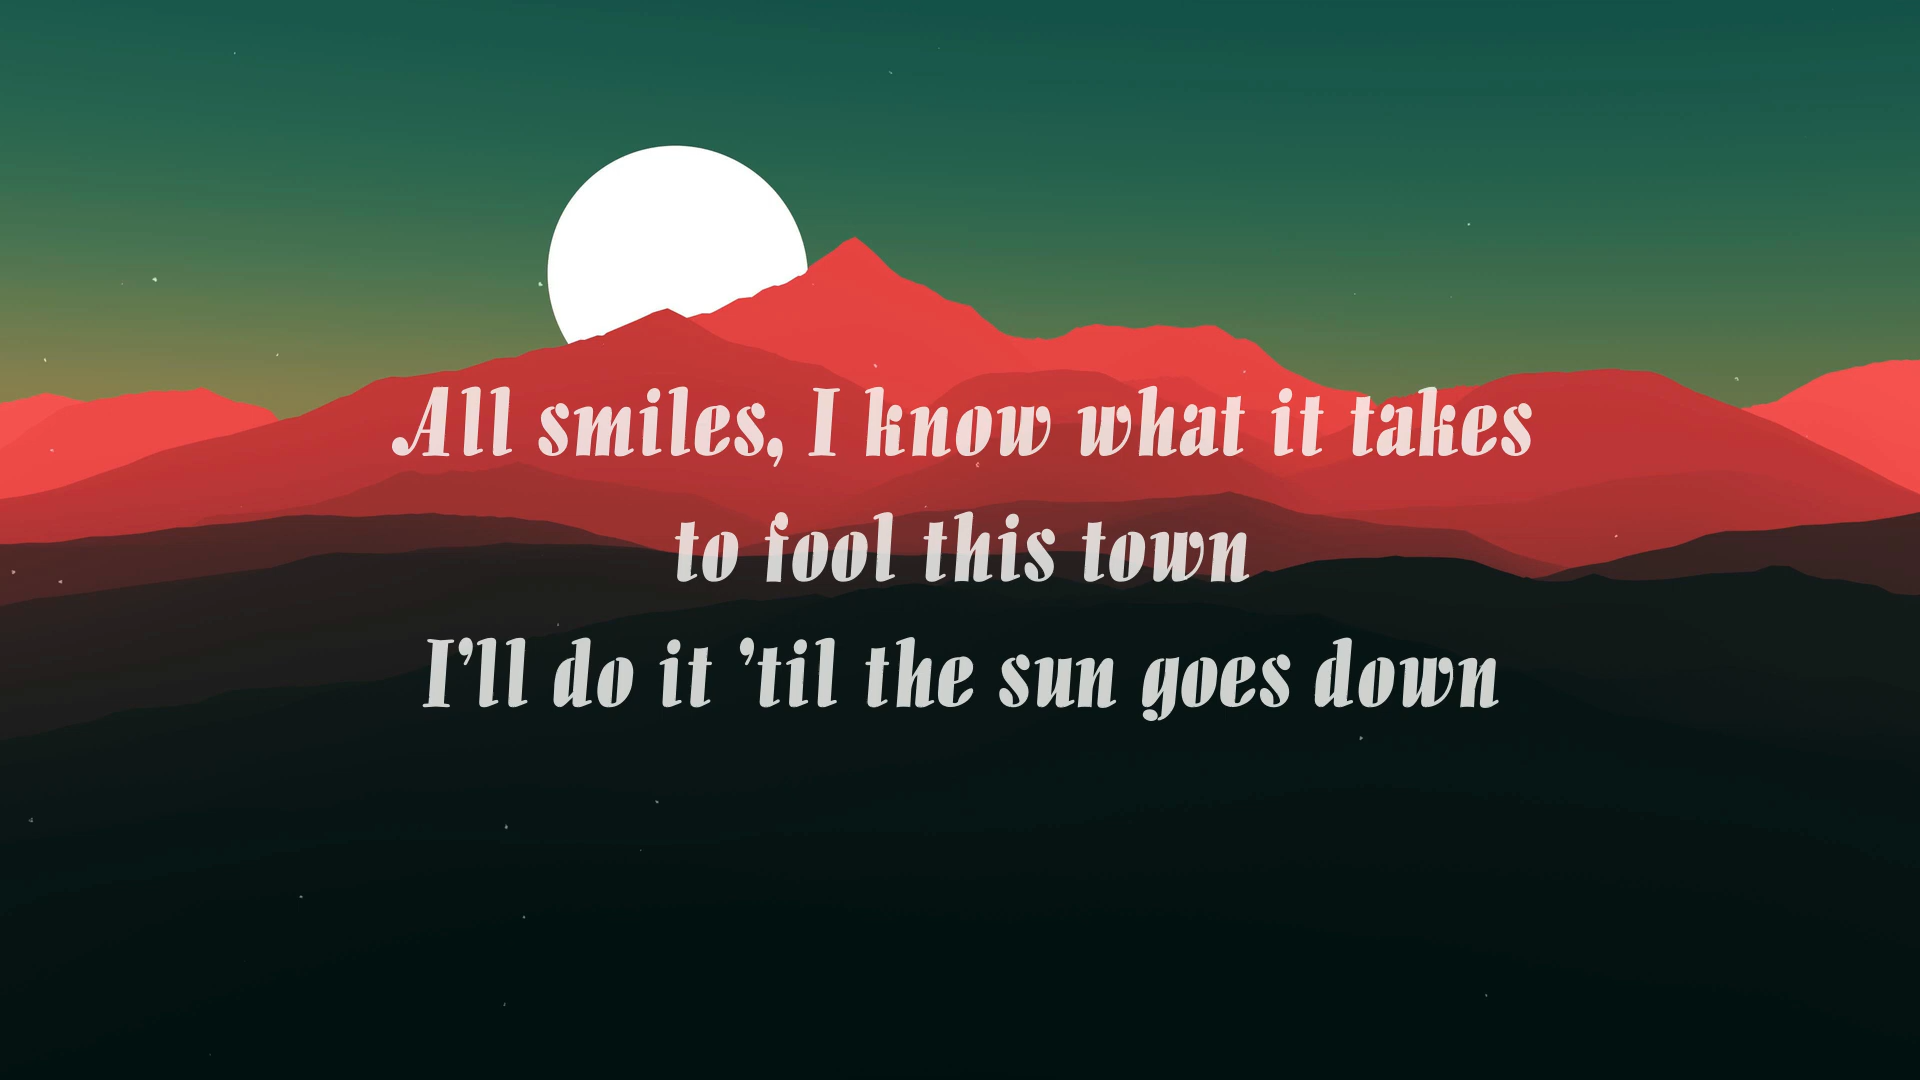 All smiles, I know what it takes
to fool this town
I’ll do it ’til the sun goes down